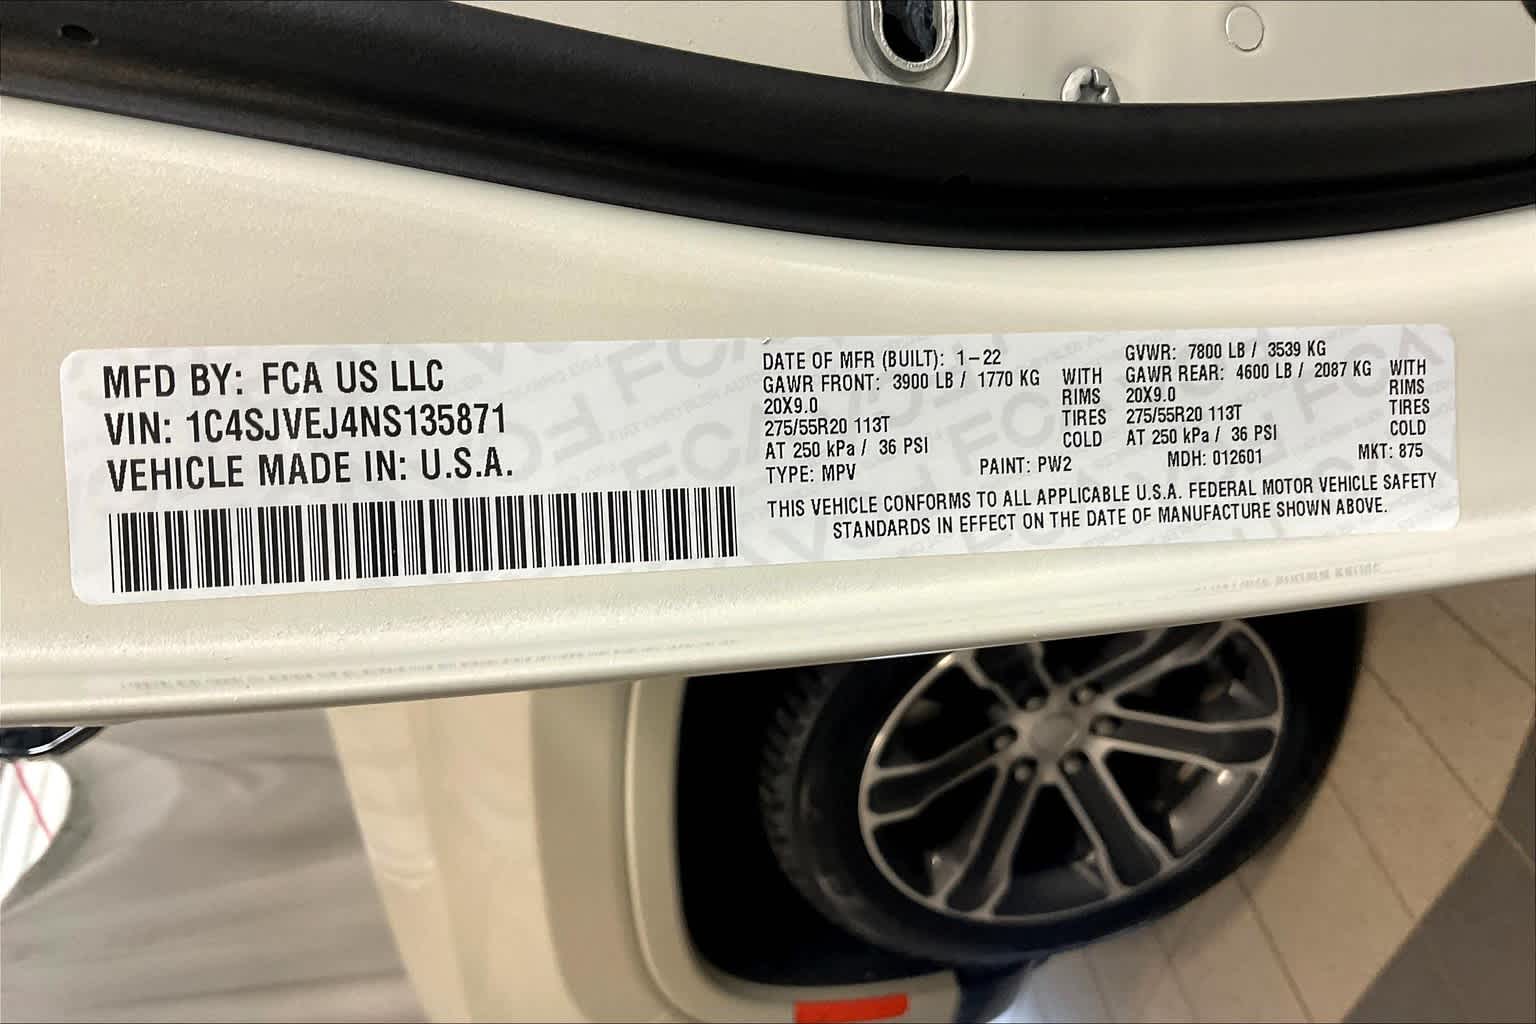 MFD BY: FCA US LLC
VIN: 1C4SJVEJ4NS135871
VEHICLE MADE IN: U.S.A.
DATE OF MFR (BUILT): 1-22
GAWR FRONT: 3900 LB / 1770 KG WITH
20X9.0 RIMS
275/55R20 113T TIRES
AT 250 kPa / 36 PSI COLD
TYPE: MPV
GVWR: 7800 LB / 3539 KG
GAWR REAR: 4600 LB / 2087 KG WITH
20X9.0 RIMS
275/55R20 113T TIRES
AT 250 kPa / 36 PSI COLD
PAINT: PW2 MDH: 012601 MKT: 875
THIS VEHICLE CONFORMS TO ALL APPLICABLE U.S.A. FEDERAL MOTOR VEHICLE SAFETY
STANDARDS IN EFFECT ON THE DATE OF MANUFACTURE SHOWN ABOVE.